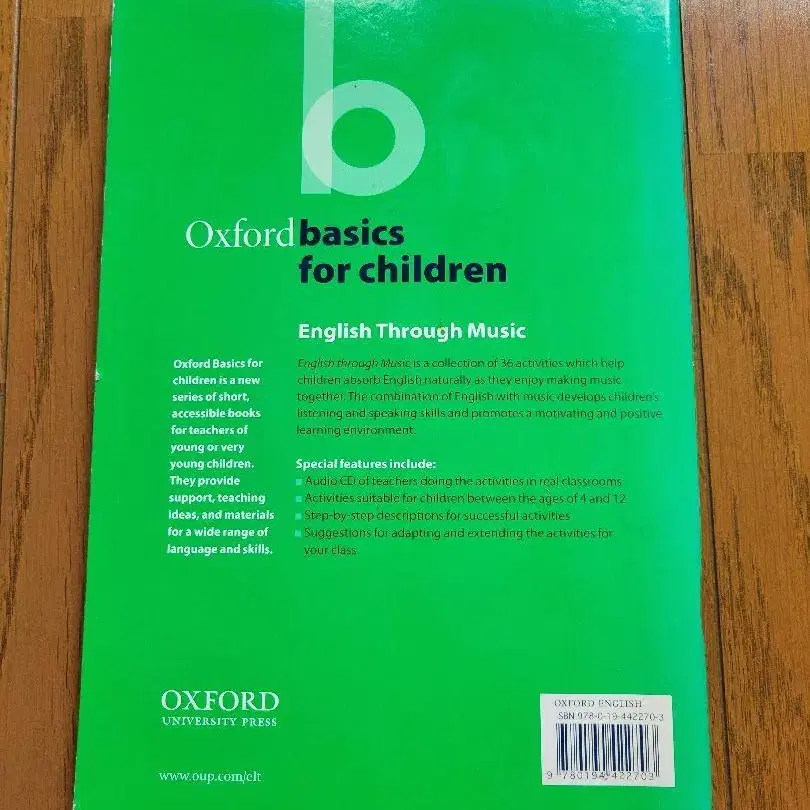 b
Oxford basics
for children
English Through Music
Oxford Basics for
children is a new
series of short,
accessible books
for teachers of
young or very
young children.
They provide
support, teaching
ideas, and materials
for a wide range of
language and skills.
English through Music is a collection of 36 activities which help
children absorb English naturally as they enjoy making music
together. The combination of English with music develops children's
listening and speaking skills and promotes a motivating and positive
learning environment.
Special features include:
Audio CD of teachers doing the activities in real classrooms
Activities suitable for children between the ages of 4 and 12
Step-by-step descriptions for successful activities
Suggestions for adapting and extending the activities for
your class
OXFORD
UNIVERSITY PRESS
www.oup.com/elt
OXFORD ENGLISH
ISBN 978-0-19-442270-3
9 780194 422703